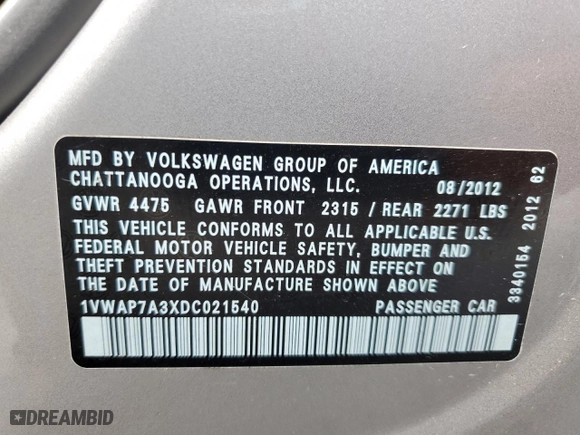 MFD BY VOLKSWAGEN GROUP OF AMERICA
CHATTANOOGA OPERATIONS, LLC. 08/2012
GVWR 4475 GAWR FRONT 2315 / REAR 2271 LBS
THIS VEHICLE CONFORMS TO ALL APPLICABLE U.S.
FEDERAL MOTOR VEHICLE SAFETY, BUMPER AND
THEFT PREVENTION STANDARDS IN EFFECT ON
THE DATE OF MANUFACTURE SHOWN ABOVE
1VWAP7A3XDC021540 PASSENGER CAR
3340154 2012 62
DREAMBID